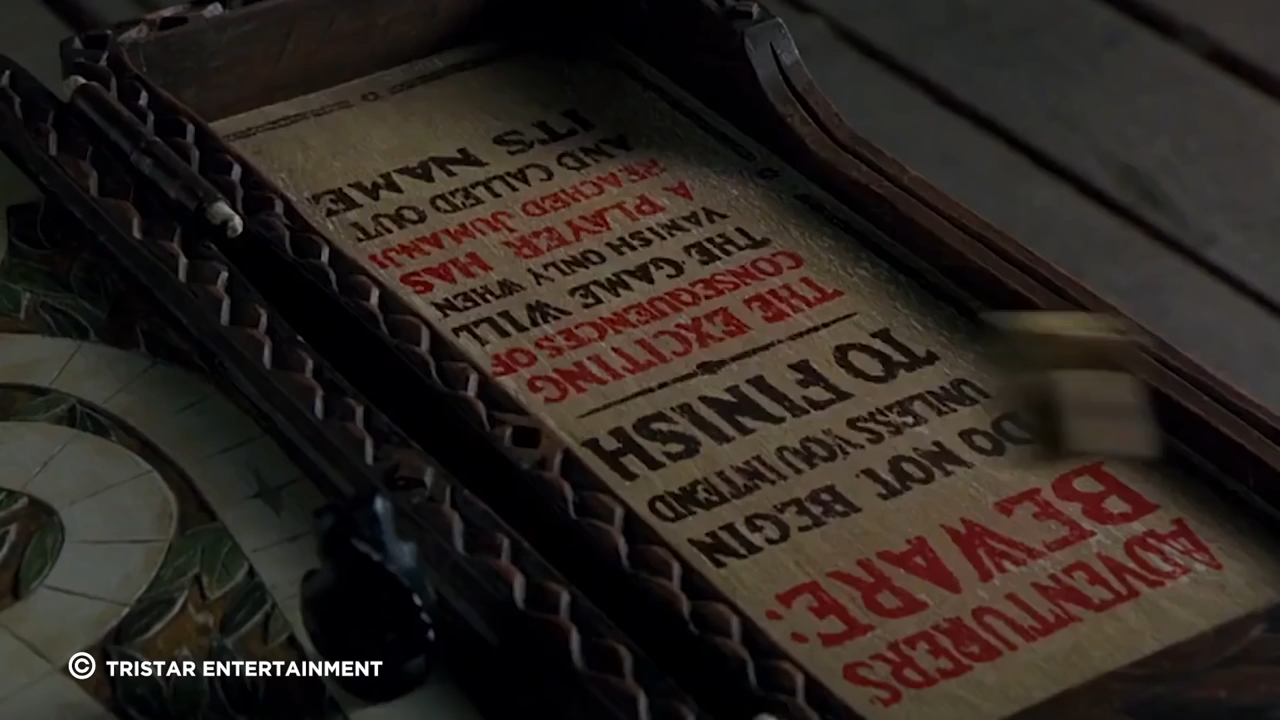 ADVENTURERS
BEWARE:
DO NOT BEGIN
UNLESS YOU INTEND
TO FINISH
THE EXCITING
CONSEQUENCES OF
THE GAME WILL
VANISH ONLY WHEN
A PLAYER HAS
REACHED JUMANJI
AND CALLED OUT
ITS NAME
© TRISTAR ENTERTAINMENT